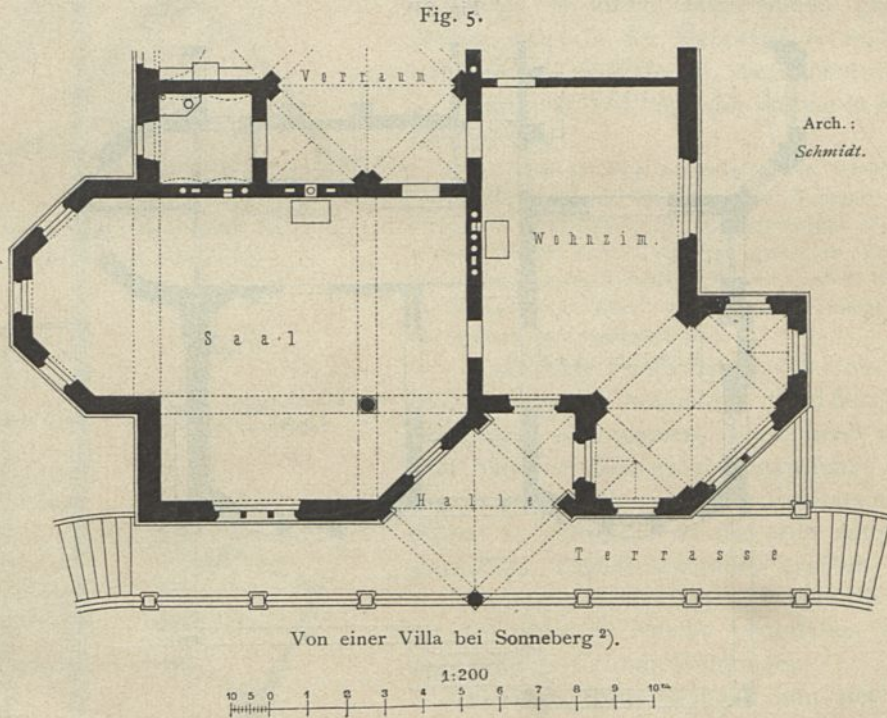 Fig. 5.
Vorraum
Arch.:
Schmidt.
Wohnzim.
Saal
Halle
Terrasse
Von einer Villa bei Sonneberg ²).
1:200
10 5 0 1 2 3 4 5 6 7 8 9 10 m